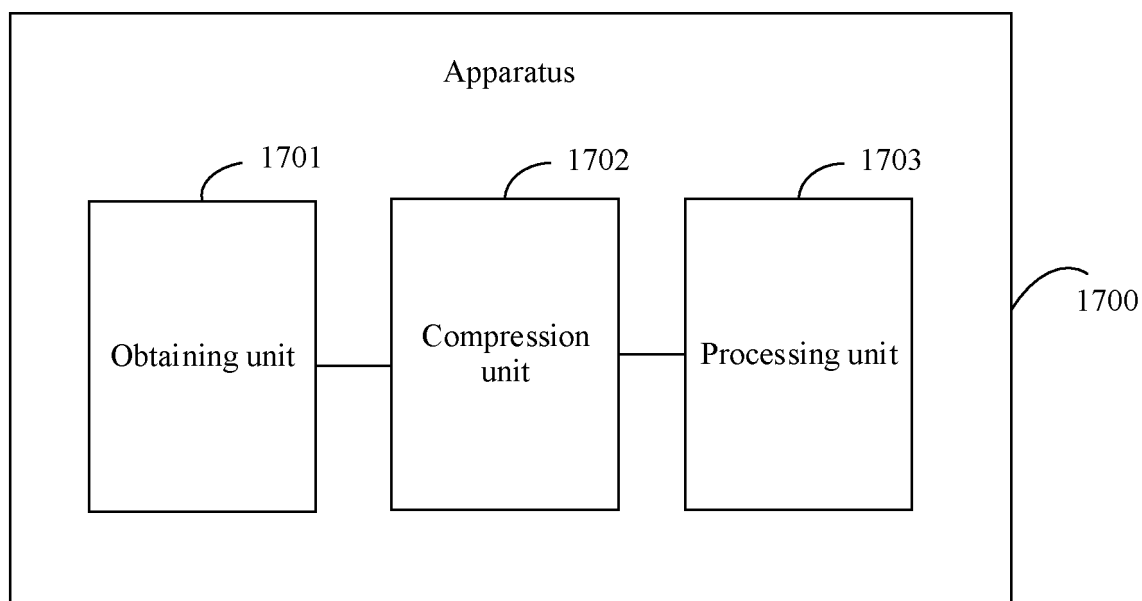 Apparatus
1701
1702
1703
1700
Obtaining unit
Compression
unit
Processing unit